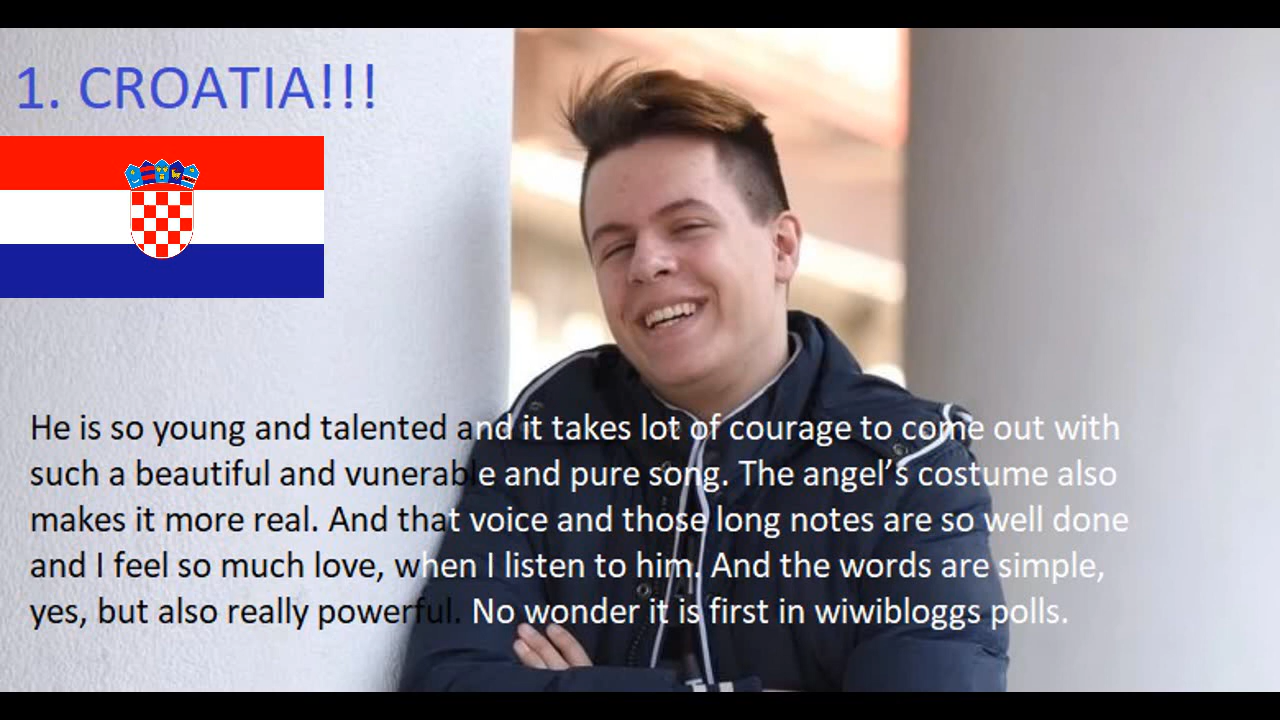 1. CROATIA!!!
He is so young and talented and it takes lot of courage to come out with
such a beautiful and vunerable and pure song. The angel’s costume also
makes it more real. And that voice and those long notes are so well done
and I feel so much love, when I listen to him. And the words are simple,
yes, but also really powerful. No wonder it is first in wiwibloggs polls.